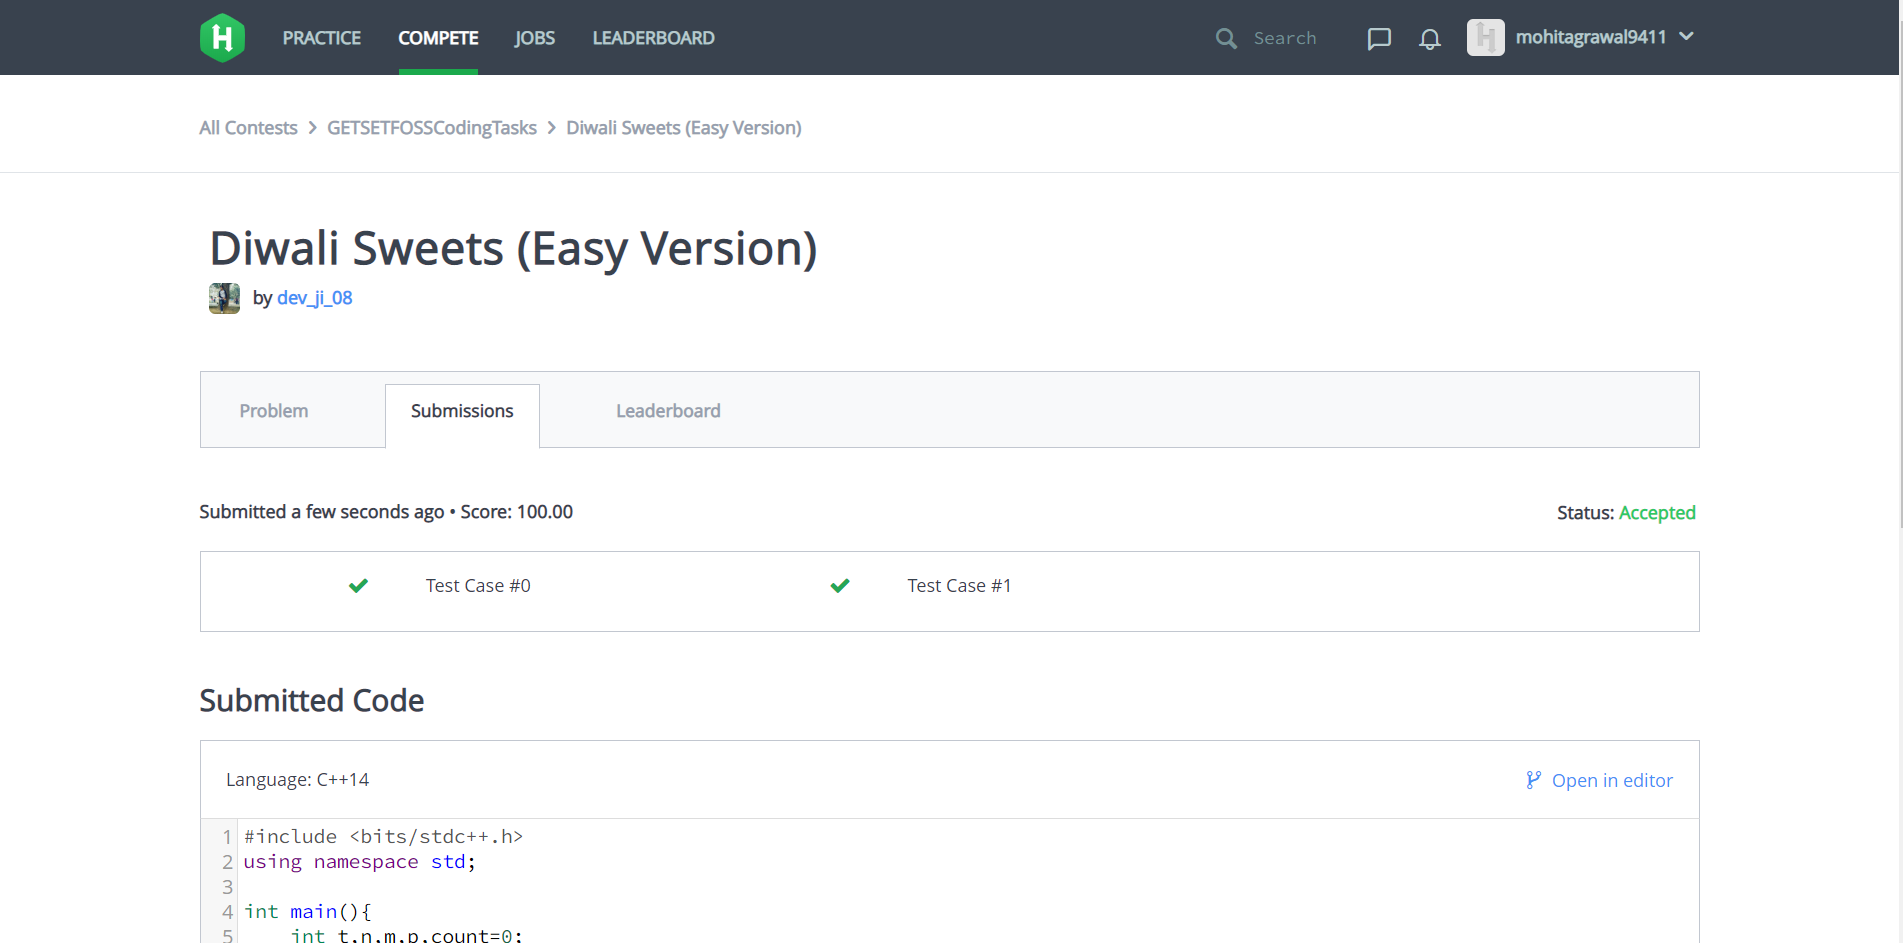 PRACTICE COMPETE JOBS LEADERBOARD Search mohitagrawal9411
All Contests > GETSETFOSSCodingTasks > Diwali Sweets (Easy Version)
Diwali Sweets (Easy Version)
by dev_ji_08
Problem Submissions Leaderboard
Submitted a few seconds ago • Score: 100.00 Status: Accepted
Test Case #0 Test Case #1
Submitted Code
Language: C++14 Open in editor
1 #include <bits/stdc++.h>
2 using namespace std;
3
4 int main(){
5 int t,n,m,p,count=0;